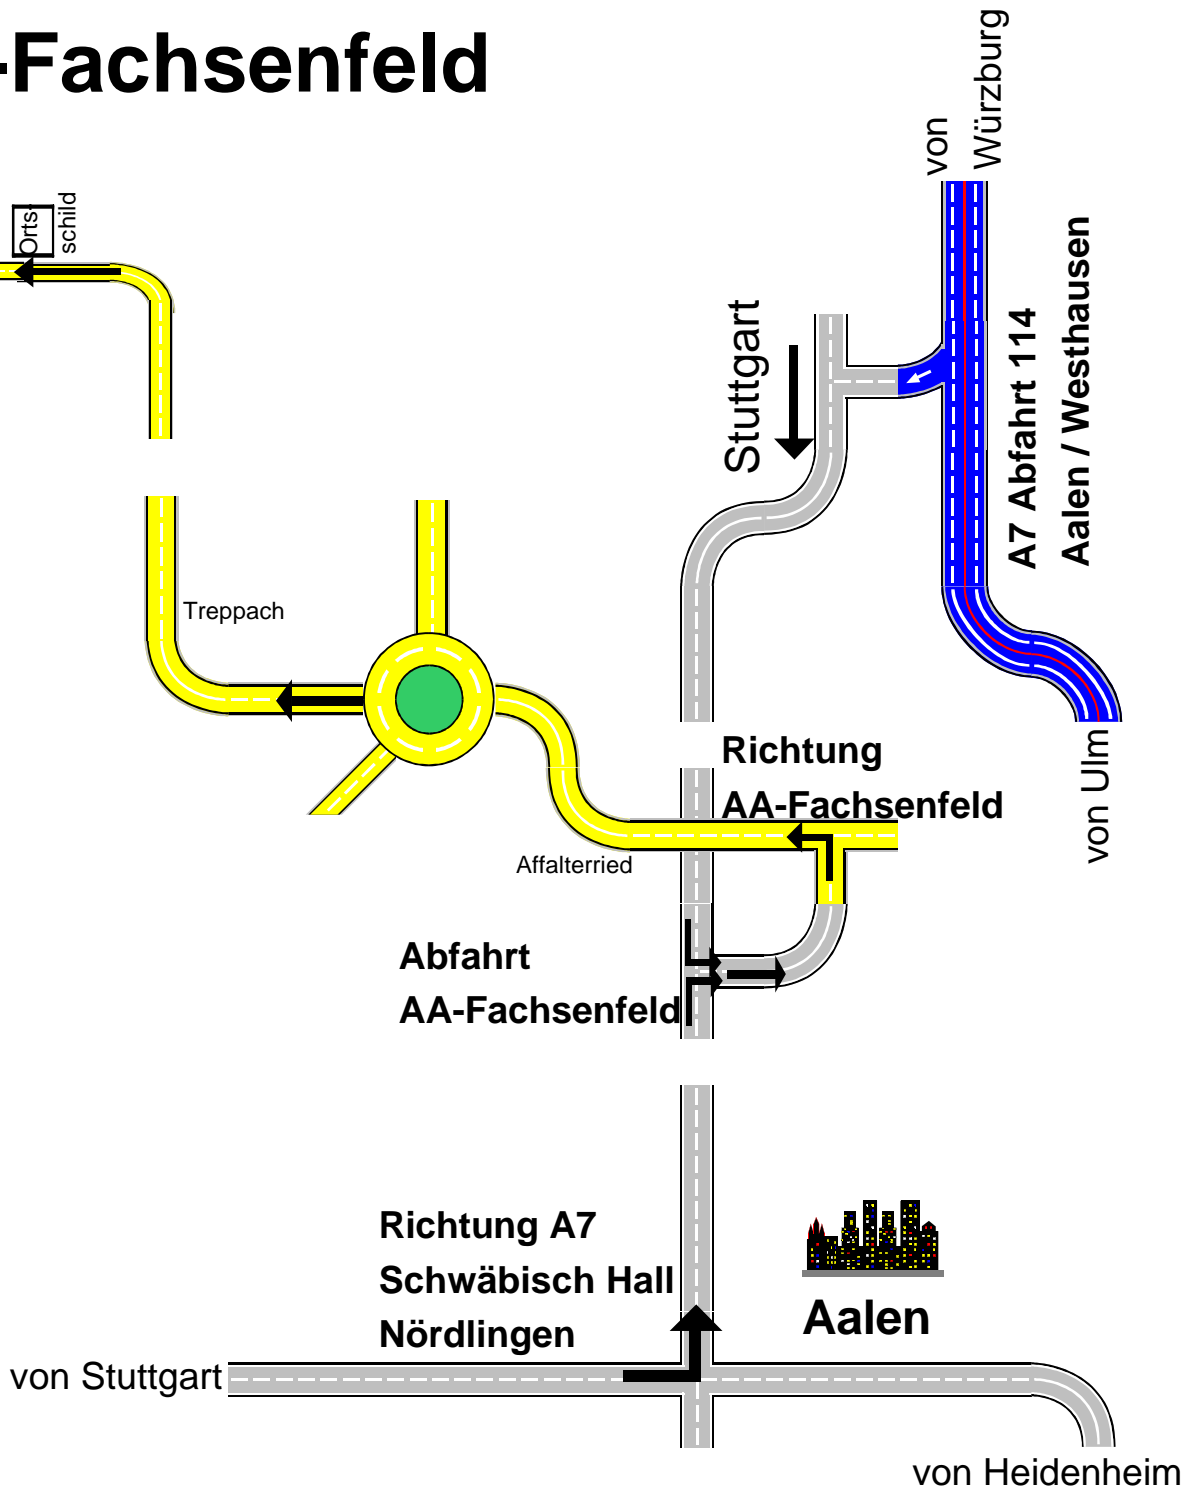 -Fachsenfeld
von
Würzburg
Orts-
schild
Stuttgart
A7 Abfahrt 114
Aalen / Westhausen
Treppach
Richtung
AA-Fachsenfeld
von Ulm
Affalterried
Abfahrt
AA-Fachsenfeld
Richtung A7
Schwäbisch Hall
Nördlingen
Aalen
von Stuttgart
von Heidenheim